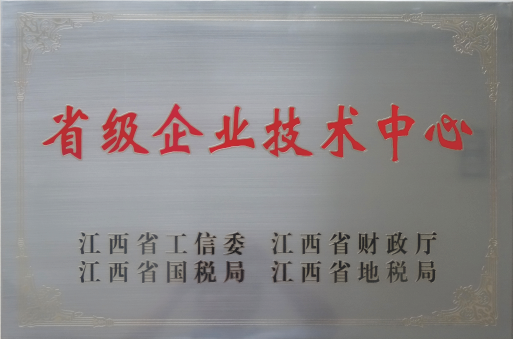 省级企业技术中心
江西省工信委 江西省财政厅
江西省国税局 江西省地税局